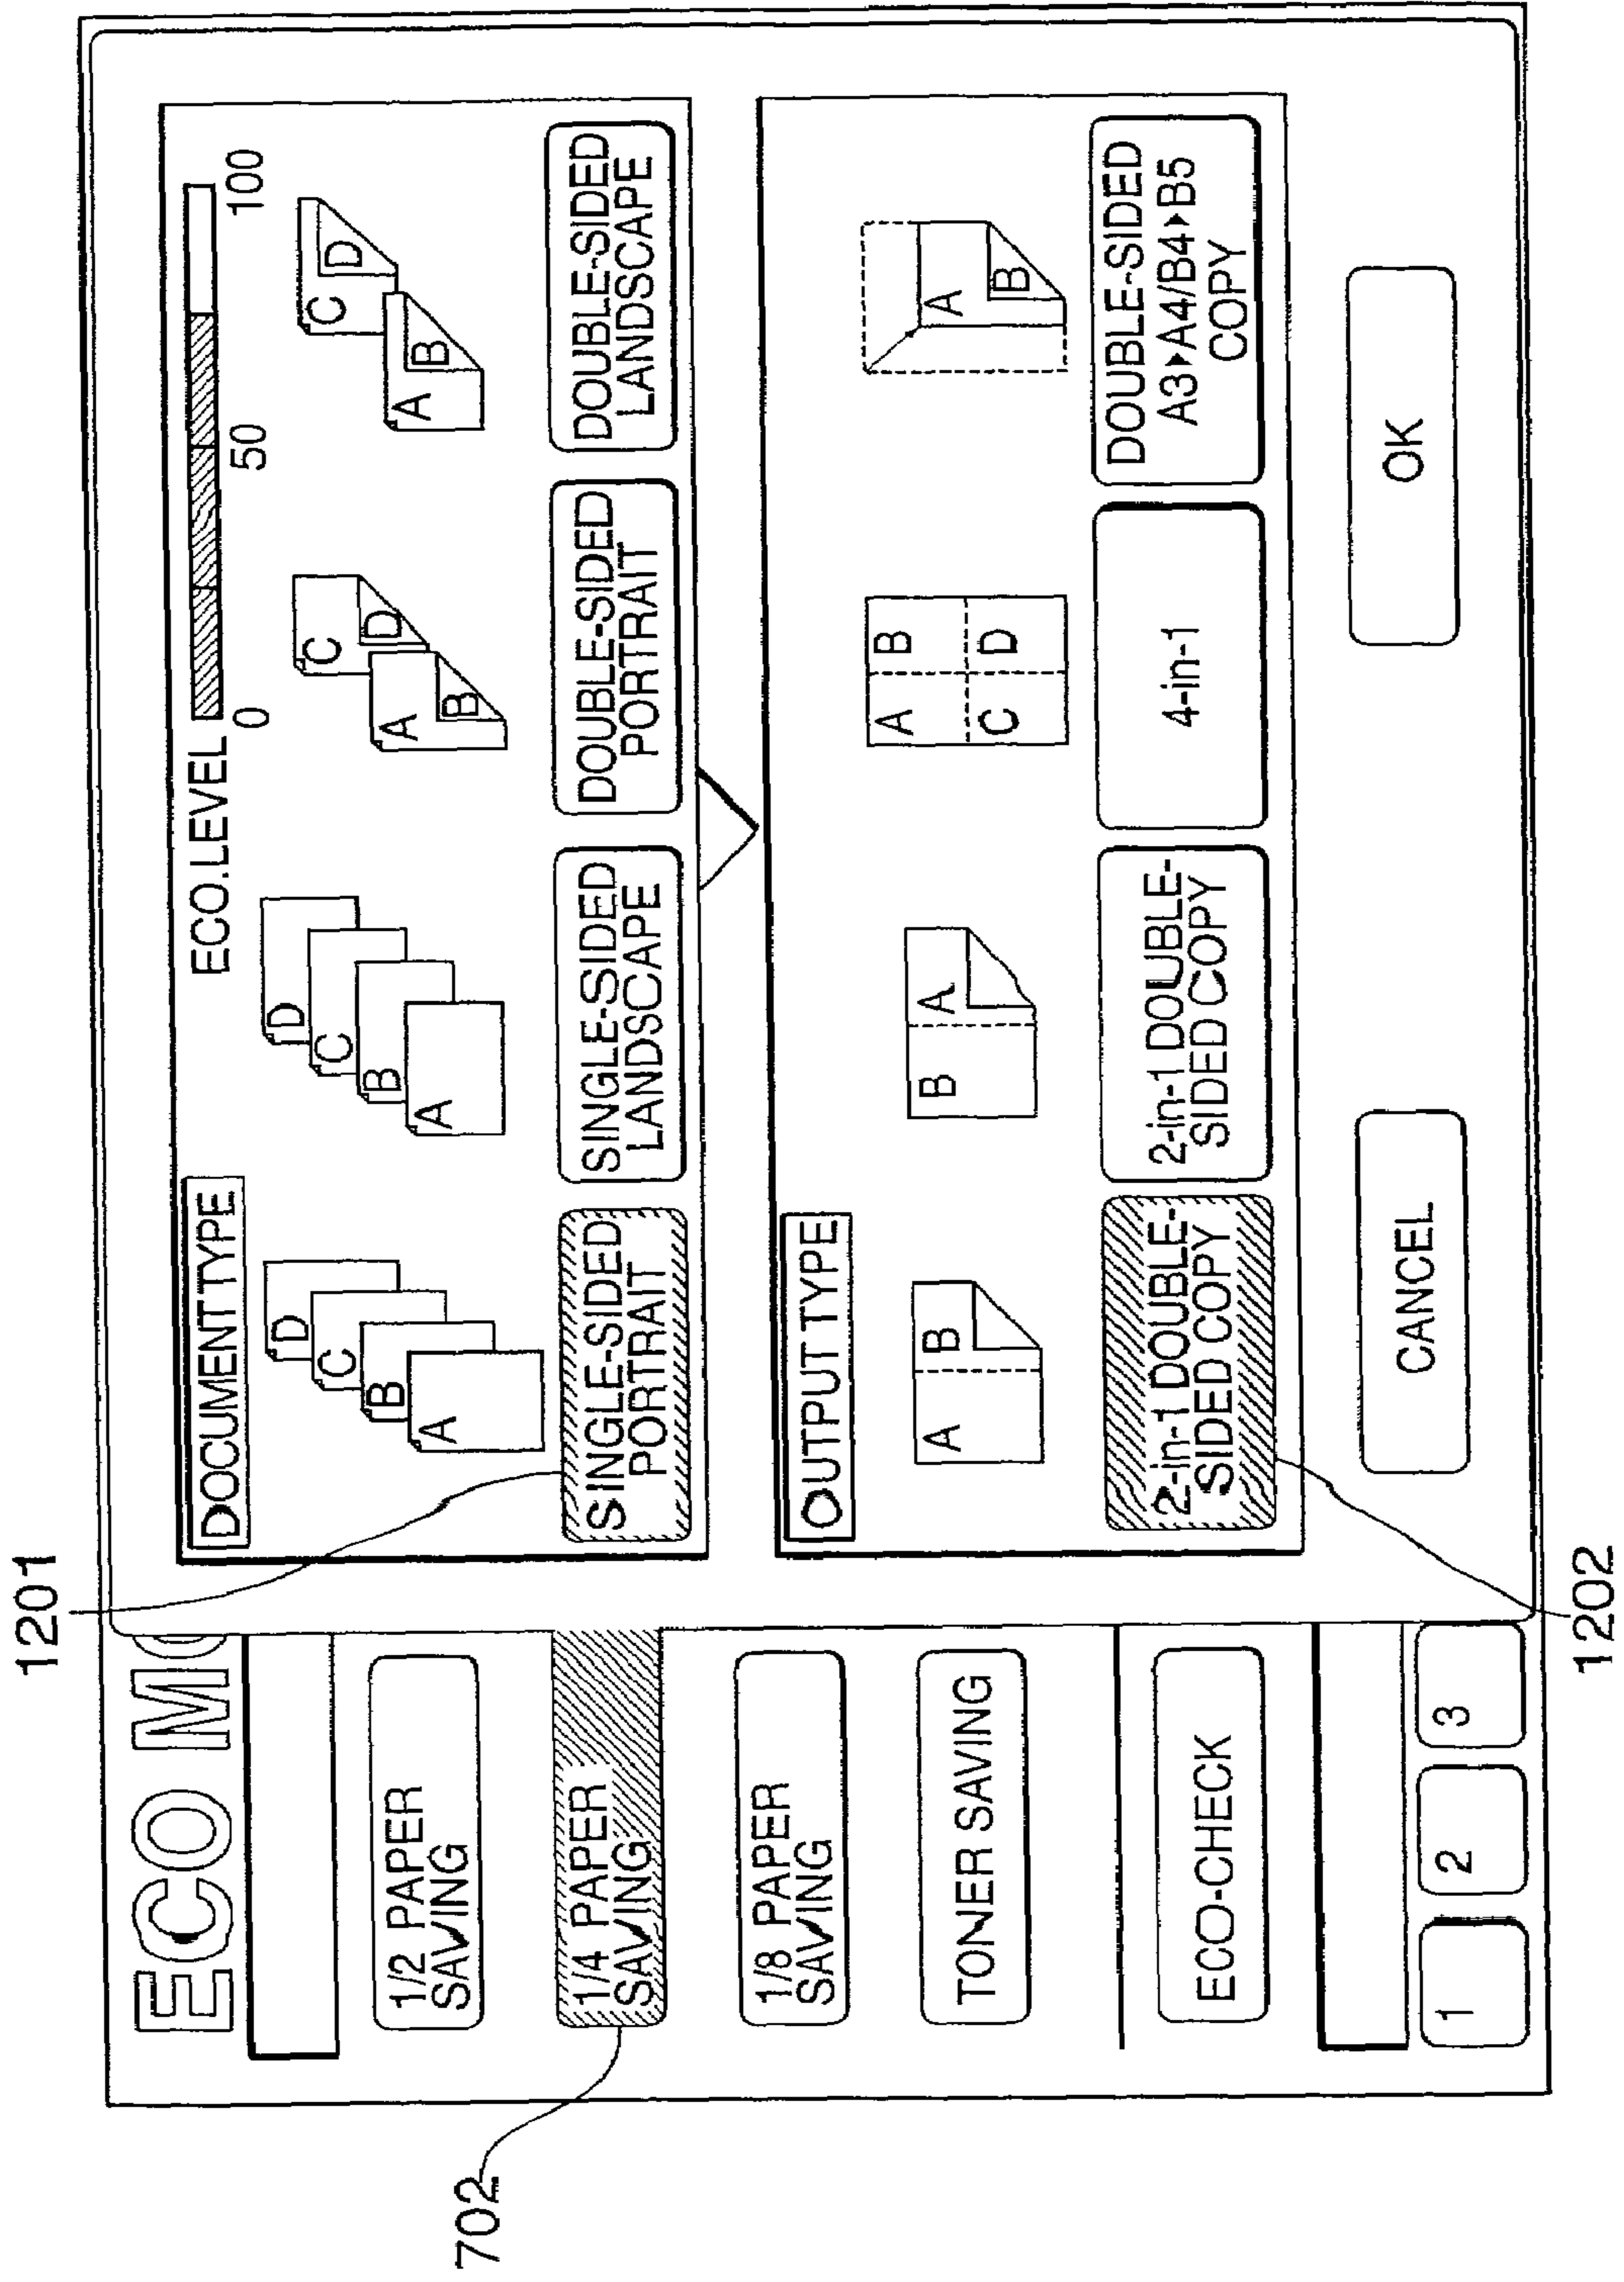 1201
ECO MO
1/2 PAPER
SAVING
1/4 PAPER
SAVING
702
1/8 PAPER
SAVING
TONER SAVING
ECO-CHECK
1
2
3
DOCUMENT TYPE
ECO.LEVEL
0
50
100
D
C
B
A
D
C
B
A
C
D
A
B
C
D
A
B
SINGLE-SIDED
PORTRAIT
SINGLE-SIDED
LANDSCAPE
DOUBLE-SIDED
PORTRAIT
DOUBLE-SIDED
LANDSCAPE
OUTPUT TYPE
A B
B A
A B
C D
A
B
2-in-1 DOUBLE-
SIDED COPY
2-in-1 DOUBLE-
SIDED COPY
4-in-1
DOUBLE-SIDED
A3▸A4/B4▸B5
COPY
CANCEL
OK
1202